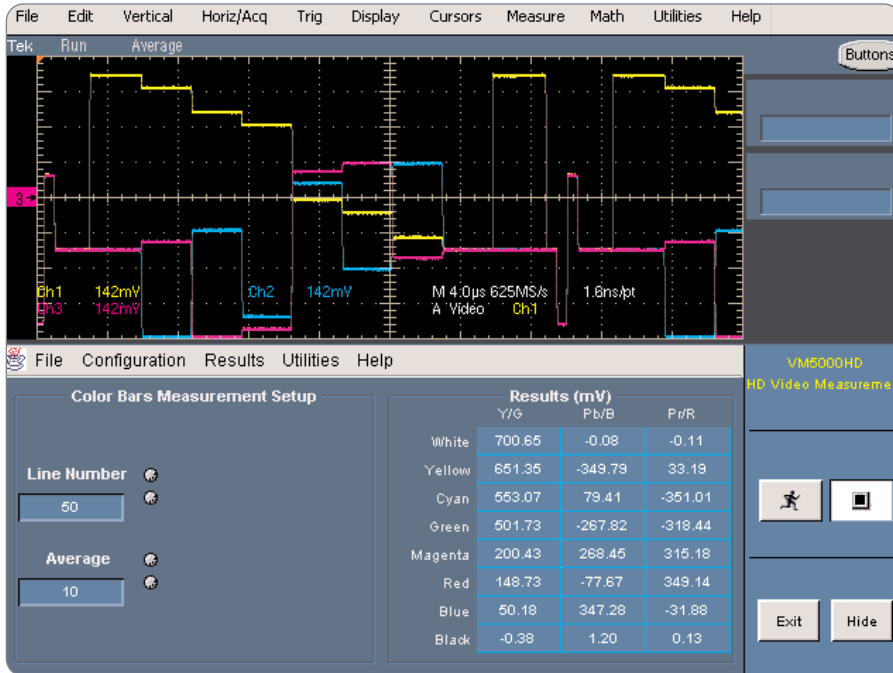 File Edit Vertical Horiz/Acq Trig Display Cursors Measure Math Utilities Help
Tek Run Average
Buttons
3
Ch1 142mV Ch2 142mV M 4.0µs 625MS/s 1.6ns/pt
Ch3 142mV A Video Ch1
File Configuration Results Utilities Help
VM5000HD
HD Video Measureme
Color Bars Measurement Setup
Line Number
50
Average
10
Results (mV)
Y/G Pb/B Pr/R
White 700.65 -0.08 -0.11
Yellow 651.35 -349.79 33.19
Cyan 553.07 79.41 -351.01
Green 501.73 -267.82 -318.44
Magenta 200.43 268.45 315.18
Red 148.73 -77.67 349.14
Blue 50.18 347.28 -31.88
Black -0.38 1.20 0.13
Exit Hide